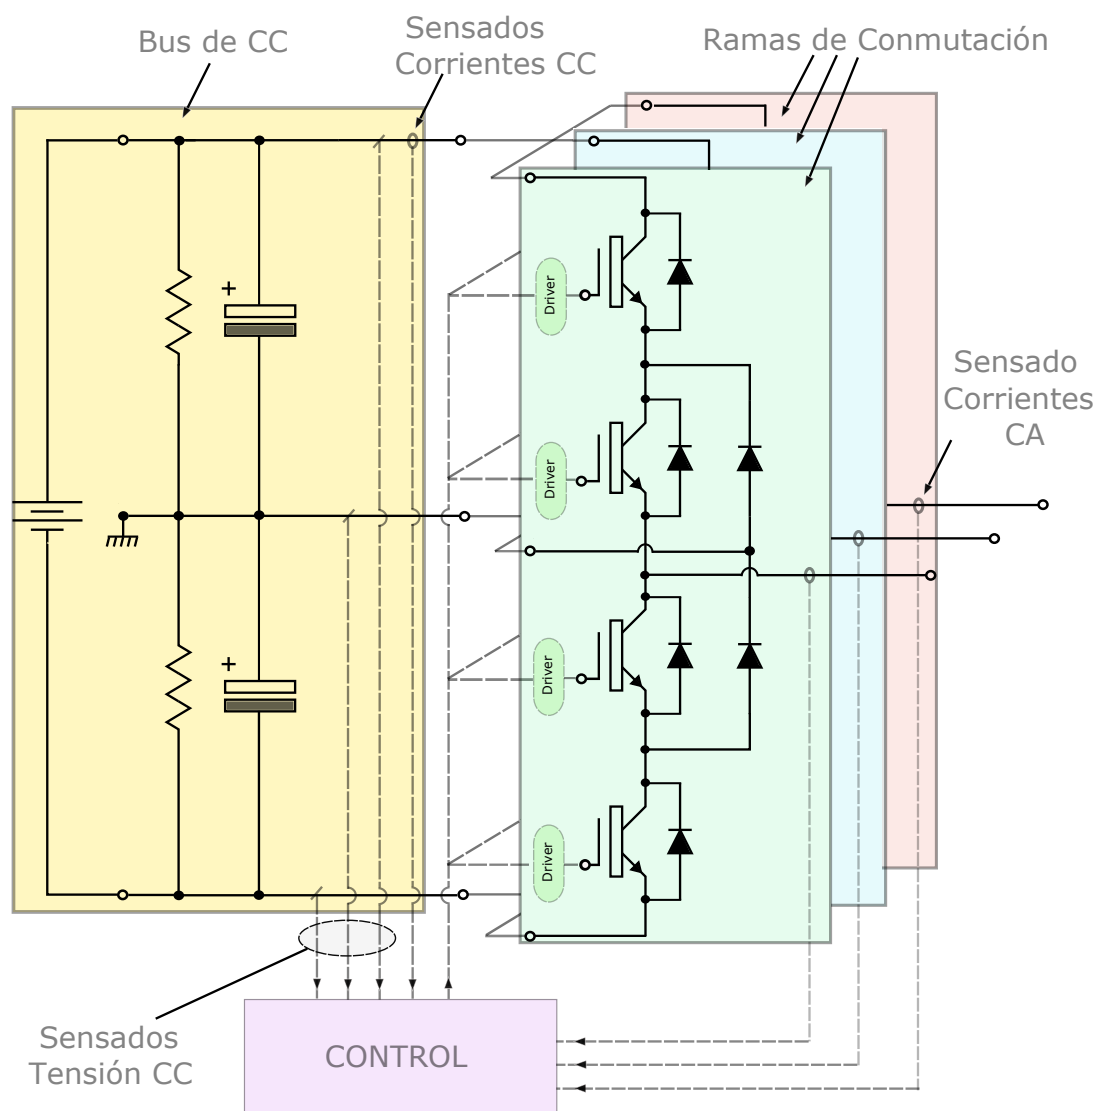 Bus de CC
Sensados
Corrientes CC
Ramas de Conmutación
+
Driver
Driver
Sensado
Corrientes
CA
+
Driver
Driver
Sensados
Tensión CC
CONTROL